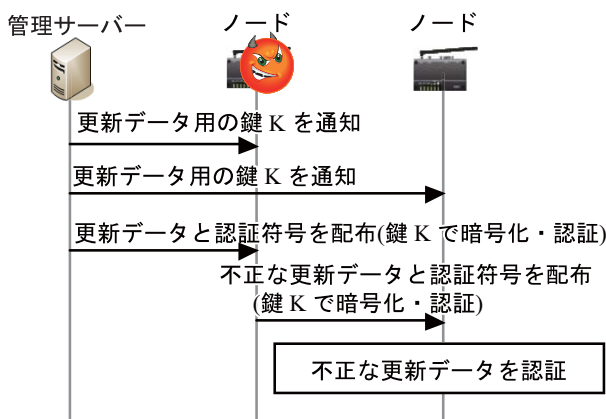 管理サーバー
ノード
ノード
更新データ用の鍵 K を通知
更新データ用の鍵 K を通知
更新データと認証符号を配布(鍵 K で暗号化・認証)
不正な更新データと認証符号を配布
(鍵 K で暗号化・認証)
不正な更新データを認証